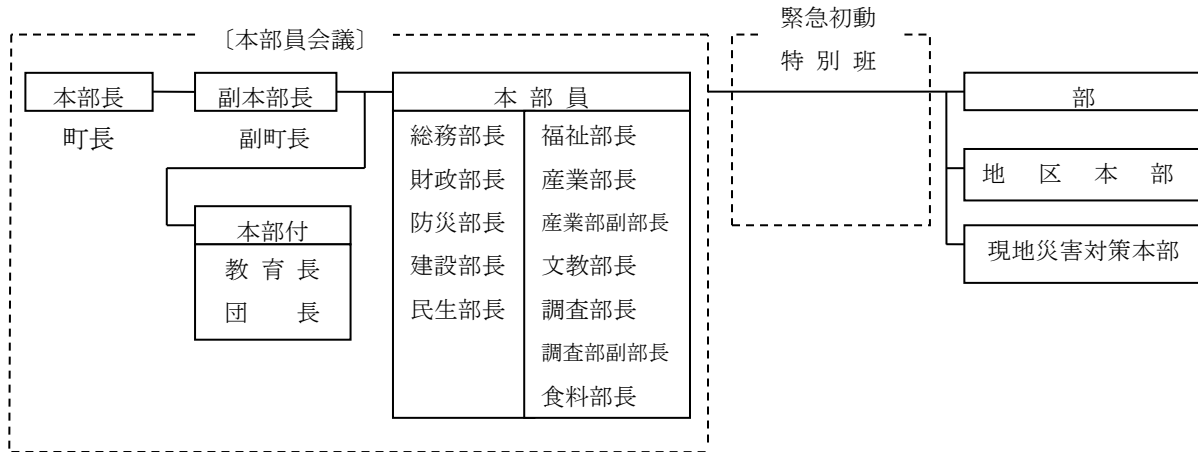 〔本部員会議〕
本部長
町長
副本部長
副町長
本部付
教 育 長
団 長
本 部 員
総務部長
財政部長
防災部長
建設部長
民生部長
福祉部長
産業部長
産業部副部長
文教部長
調査部長
調査部副部長
食料部長
緊急初動
特 別 班
部
地 区 本 部
現地災害対策本部